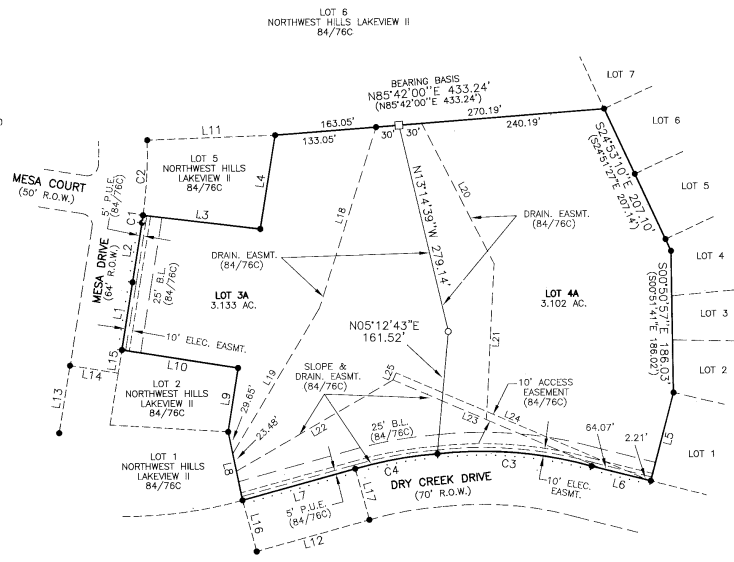 LOT 6
NORTHWEST HILLS LAKEVIEW II
84/76C
BEARING BASIS
N85°42'00"E 433.24'
(N85°42'00"E 433.24')
LOT 7
270.19'
163.05'
240.19'
133.05'
30'
30'
L11
LOT 6
S24°53'10"E 207.10'
(S24°51'27"E 207.14')
LOT 5
NORTHWEST HILLS
LAKEVIEW II
84/76C
L4
C2
5' P.U.E.
(84/76C)
MESA COURT
(50' R.O.W.)
L20
LOT 5
C1
L3
L18
N13°14'39"W 279.14'
DRAIN. EASMT.
(84/76C)
L2
MESA DRIVE
(64' R.O.W.)
25' B.L.
(84/76C)
DRAIN. EASMT.
(84/76C)
LOT 4
S00°50'57"E 186.03'
(S00°51'41"E 186.02')
LOT 3A
3.133 AC.
LOT 4A
3.102 AC.
LOT 3
L1
N05°12'43"E
161.52'
10' ELEC. EASMT.
L21
L15
L10
LOT 2
L14
SLOPE &
DRAIN. EASMT.
(84/76C)
L25
LOT 2
NORTHWEST HILLS
LAKEVIEW II
84/76C
L19
L9
29.65'
10' ACCESS
EASEMENT
(84/76C)
L13
23.48'
L22
25' B.L.
(84/76C)
L23
L24
64.07'
2.21'
L5
LOT 1
LOT 1
NORTHWEST HILLS
LAKEVIEW II
84/76C
L8
C4
C3
L7
DRY CREEK DRIVE
(70' R.O.W.)
10' ELEC.
EASMT.
L6
5' P.U.E.
(84/76C)
L17
L16
L12